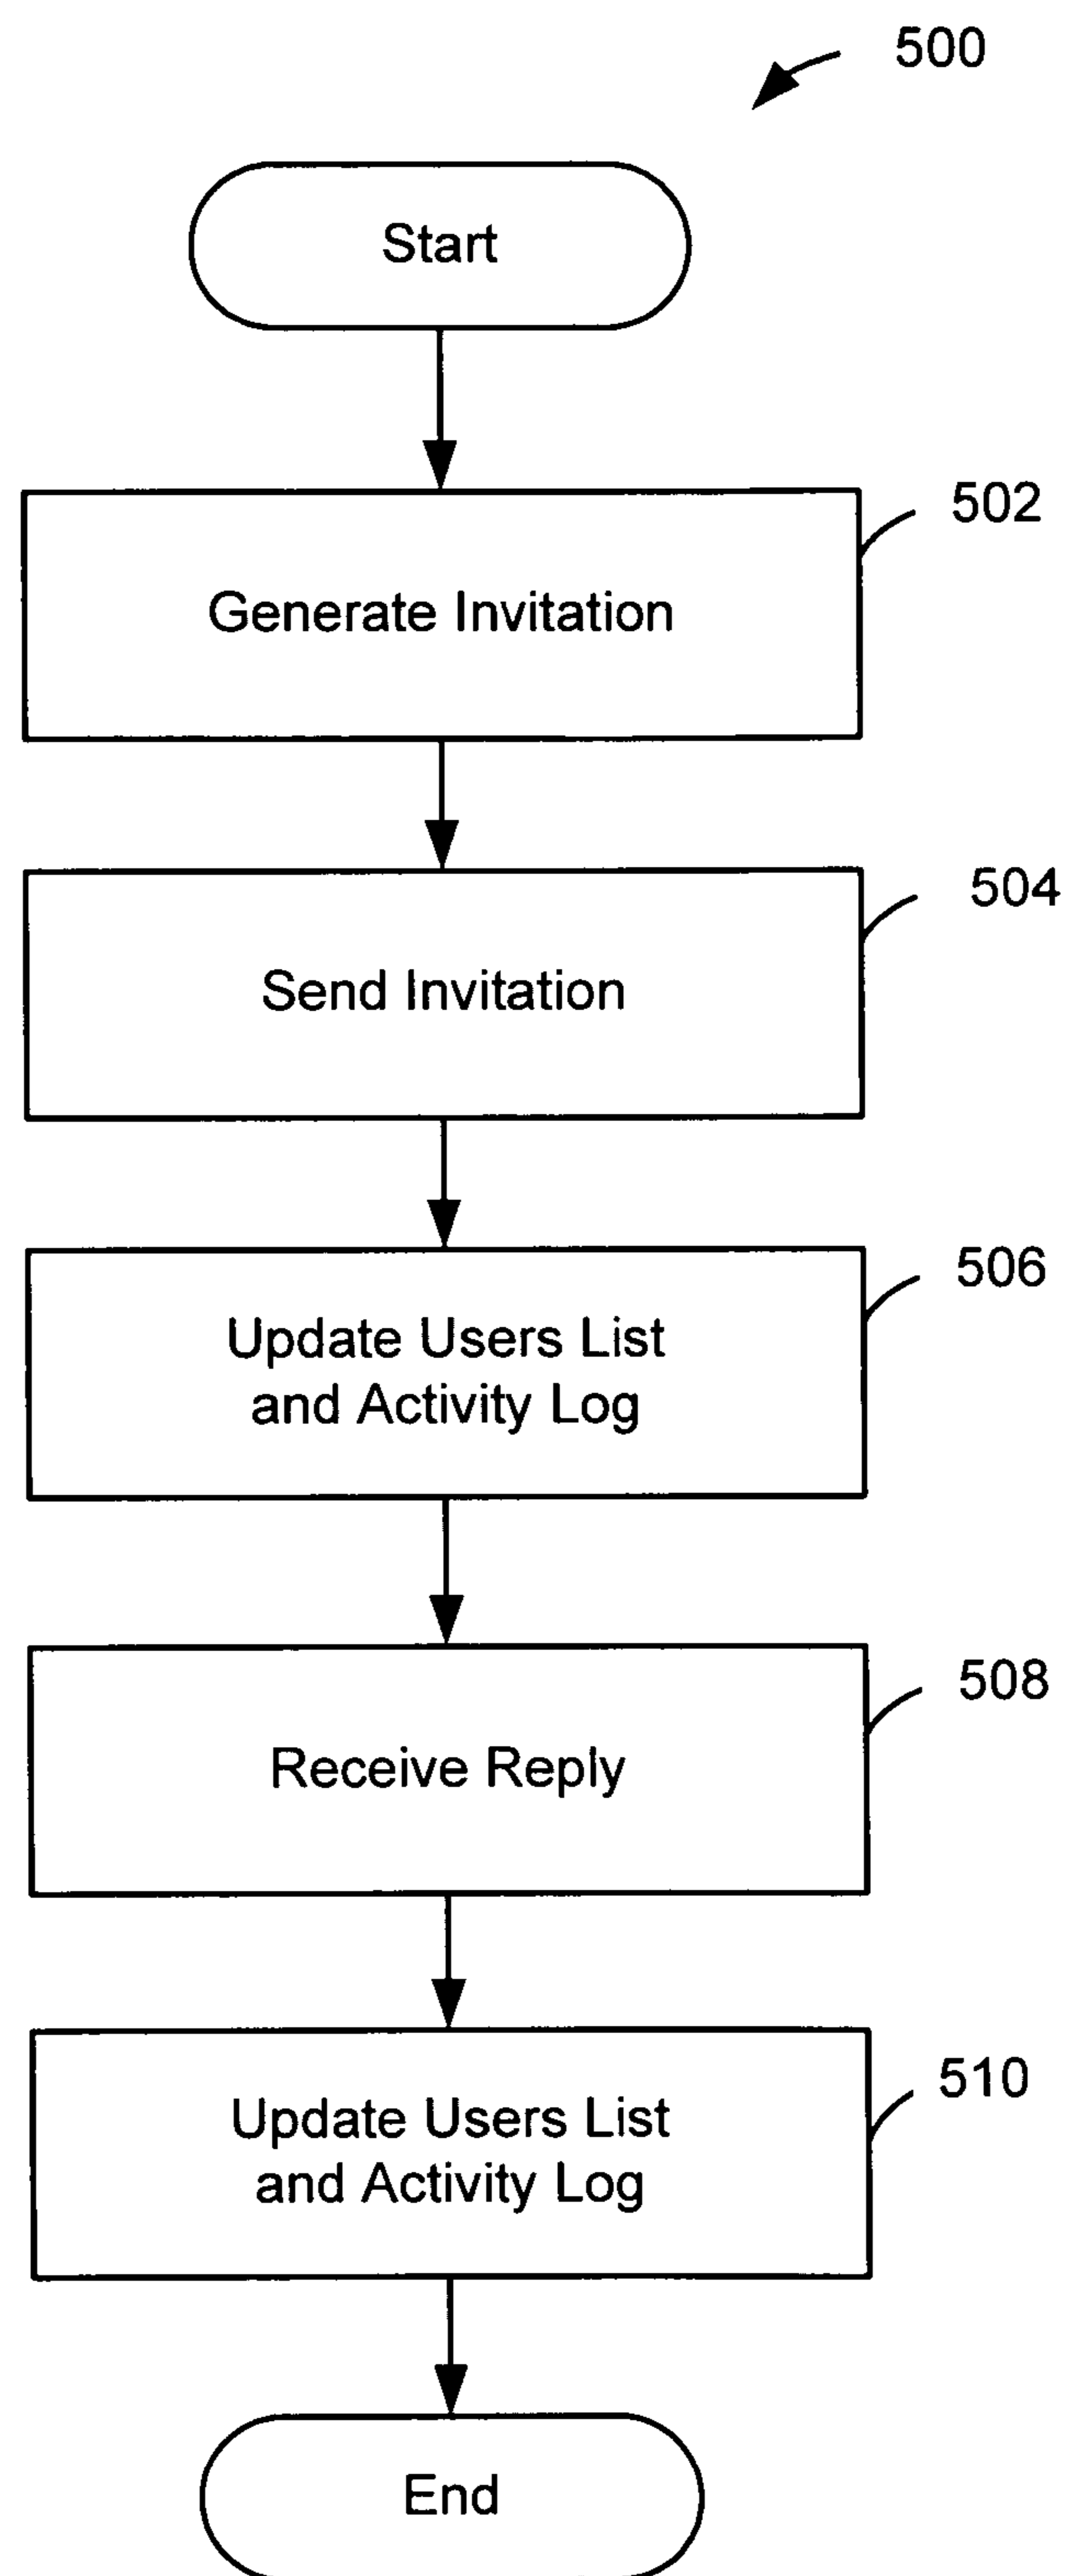 500
Start
502
Generate Invitation
504
Send Invitation
506
Update Users List
and Activity Log
508
Receive Reply
510
Update Users List
and Activity Log
End